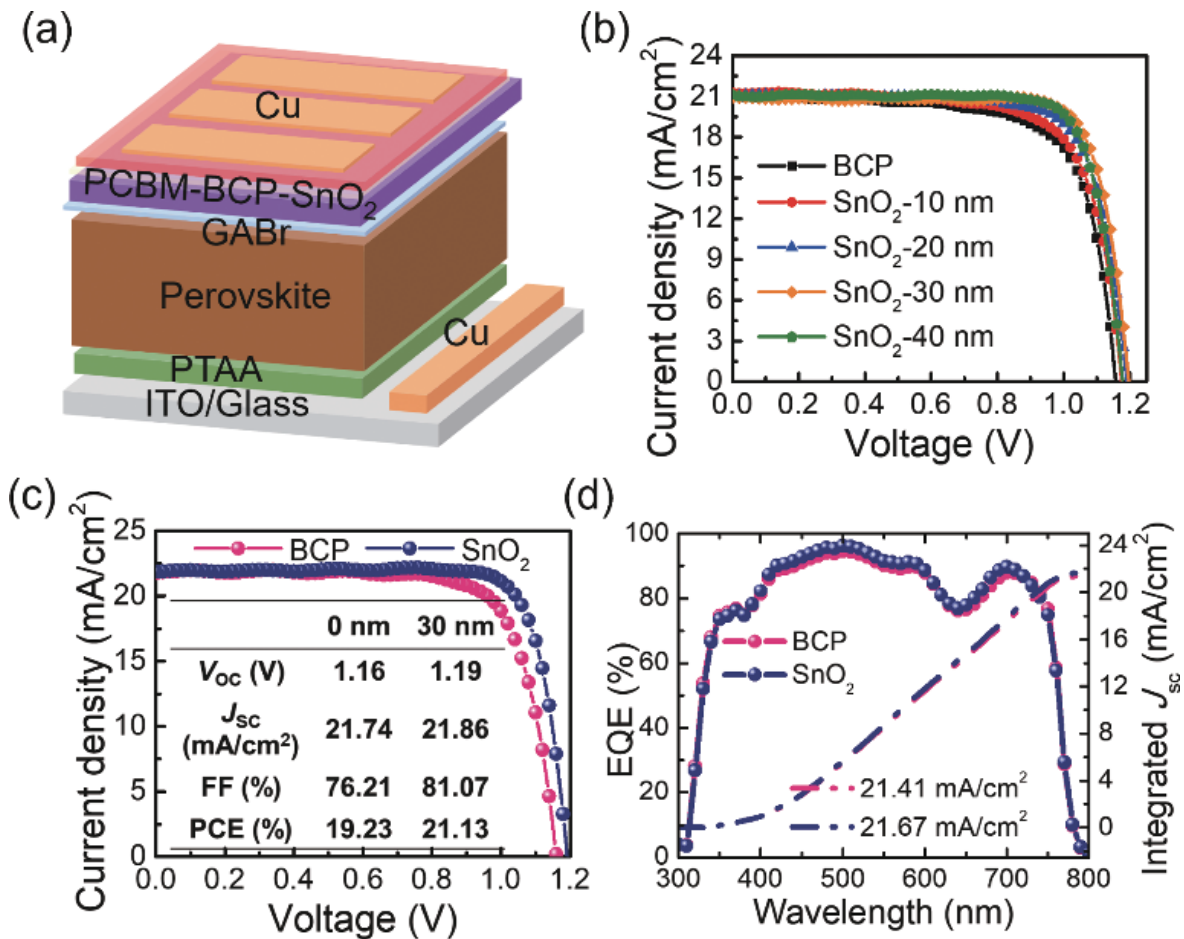 (a)
Cu
PCBM-BCP-SnO₂
GABr
Perovskite
Cu
PTAA
ITO/Glass
(b)
Current density (mA/cm²)
24
21
18
15
12
9
6
3
0
BCP
SnO₂-10 nm
SnO₂-20 nm
SnO₂-30 nm
SnO₂-40 nm
0.0 0.2 0.4 0.6 0.8 1.0 1.2
Voltage (V)
(c)
Current density (mA/cm²)
25
20
15
10
5
0
BCP SnO₂
0 nm 30 nm
V_OC (V) 1.16 1.19
J_SC (mA/cm²) 21.74 21.86
FF (%) 76.21 81.07
PCE (%) 19.23 21.13
0.0 0.2 0.4 0.6 0.8 1.0 1.2
Voltage (V)
(d)
EQE (%)
100
80
60
40
20
0
BCP
SnO₂
21.41 mA/cm²
21.67 mA/cm²
24
20
16
12
8
4
0
Integrated J_sc (mA/cm²)
300 400 500 600 700 800
Wavelength (nm)